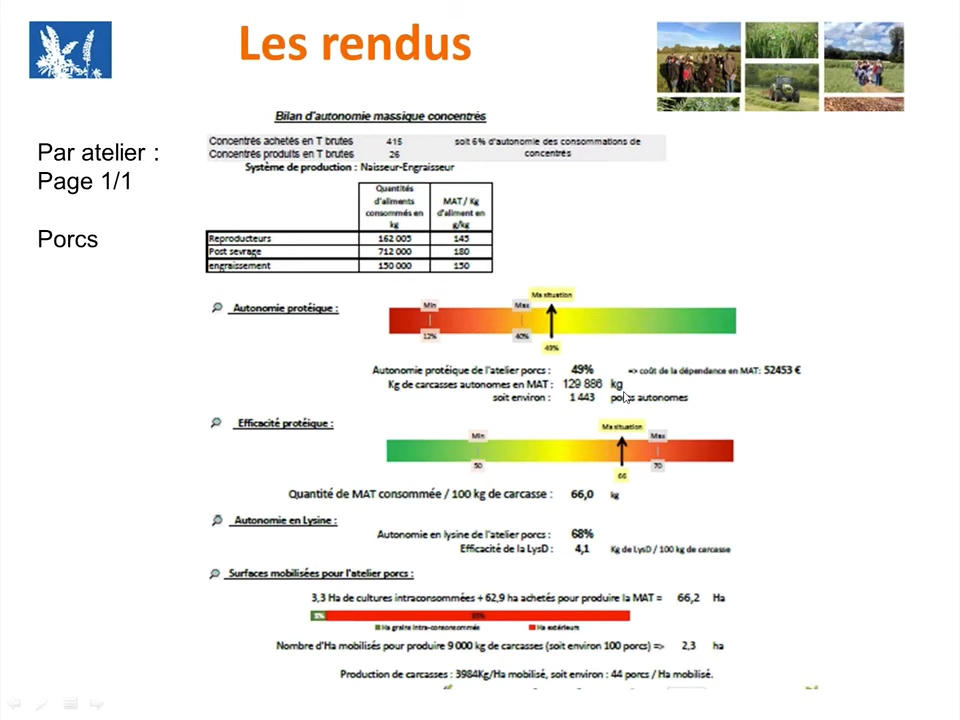 Les rendus
Par atelier :
Page 1/1
Porcs
Bilan d'autonomie massique concentrés
Concentrés achetés en T brutes 415 soit 6% d'autonomie des consommations de
Concentrés produits en T brutes 26 concentrés
Système de production : Naisseur-Engraisseur
Quantités d'aliments consommés en kg
MAT / Kg d'aliment en g/kg
Reproducteurs 162 005 145
Post sevrage 712 000 180
engraissement 150 000 150
Autonomie protéique :
Min Max Ma situation
12% 40% 49%
Autonomie protéique de l'atelier porcs : 49% => coût de la dépendance en MAT: 52453 €
Kg de carcasses autonomes en MAT : 129 886 kg
soit environ : 1 443 porcs autonomes
Efficacité protéique :
Min Ma situation Max
50 66 70
Quantité de MAT consommée / 100 kg de carcasse : 66,0 kg
Autonomie en Lysine :
Autonomie en lysine de l'atelier porcs : 68%
Efficacité de la LysD : 4,1 Kg de LysD / 100 kg de carcasse
Surfaces mobilisées pour l'atelier porcs :
3,3 Ha de cultures intraconsommées + 62,9 ha achetés pour produire la MAT = 66,2 Ha
5% 95%
Ha graine intra-consommée Ha extérieurs
Nombre d'Ha mobilisés pour produire 9 000 kg de carcasses (soit environ 100 porcs) => 2,3 ha
Production de carcasses : 3984Kg/Ha mobilisé, soit environ : 44 porcs / Ha mobilisé.